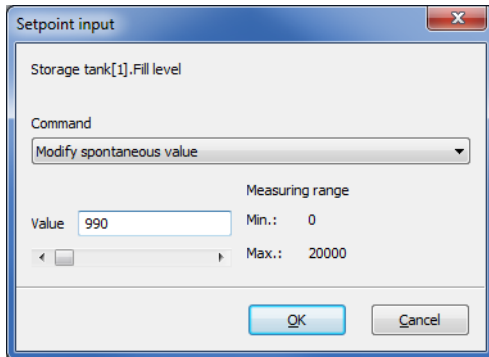 Setpoint input
Storage tank[1].Fill level
Command
Modify spontaneous value
Measuring range
Value 990 Min.: 0
Max.: 20000
OK Cancel